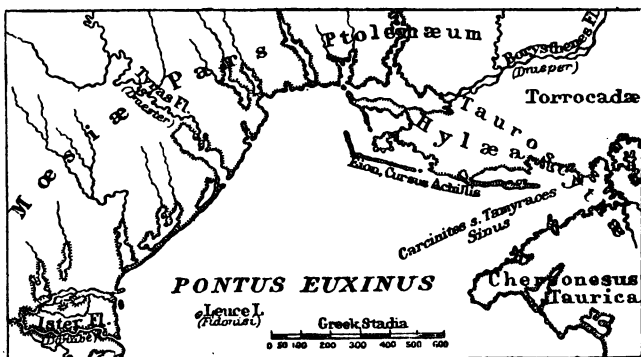 Ptolemæum
Mœsiæ Pars
Borysthenes Fl.
(Dnieper)
Tyras Fl.
(Dniester)
Torrocadæ
Tauroscythæ
Hylæa
Eion, Cursus Achillis
Carcinites s. Tamyraces
Sinus
PONTUS EUXINUS
Chersonesus
Taurica
Leuce I.
(Fidonisi)
Ister Fl.
(Danube)
Greek Stadia
0 50 100 200 300 400 500 600